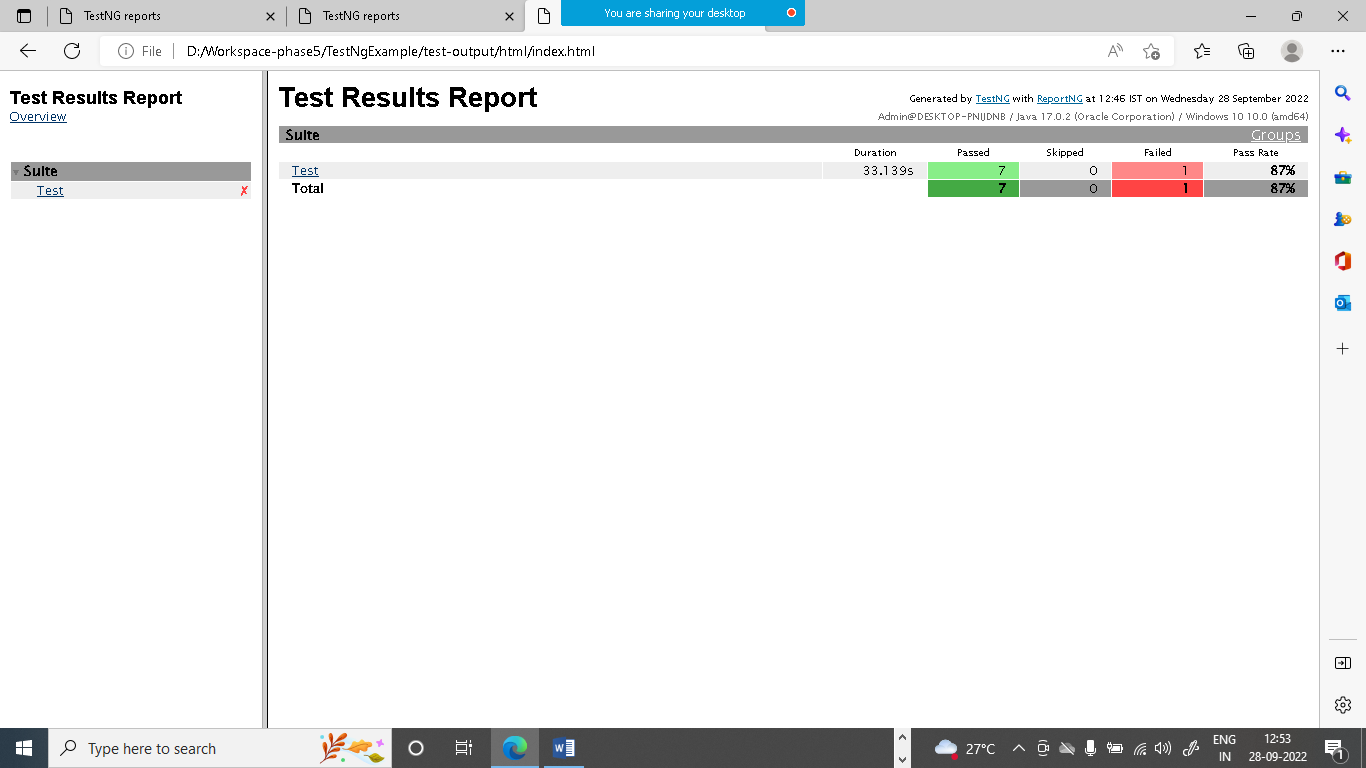 TestNG reports
TestNG reports
You are sharing your desktop
File
D:/Workspace-phase5/TestNgExample/test-output/html/index.html
Test Results Report
Overview
Suite
Test ✗
Test Results Report
Generated by TestNG with ReportNG at 12:46 IST on Wednesday 28 September 2022
Admin@DESKTOP-PNIJDNB / Java 17.0.2 (Oracle Corporation) / Windows 10 10.0 (amd64)
Suite Groups
Duration Passed Skipped Failed Pass Rate
Test 33.139s 7 0 1 87%
Total 7 0 1 87%
Type here to search
27°C
ENG
IN
12:53
28-09-2022
1